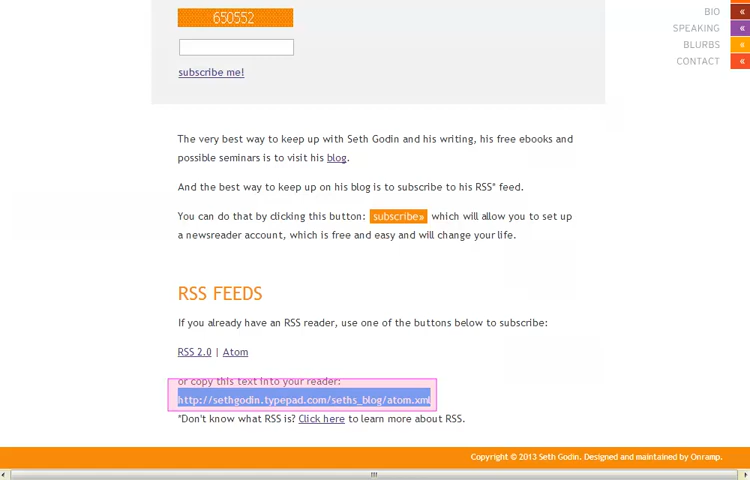 650552
subscribe me!
BIO «
SPEAKING «
BLURBS «
CONTACT «
The very best way to keep up with Seth Godin and his writing, his free ebooks and
possible seminars is to visit his blog.
And the best way to keep up on his blog is to subscribe to his RSS* feed.
You can do that by clicking this button: subscribe» which will allow you to set up
a newsreader account, which is free and easy and will change your life.
RSS FEEDS
If you already have an RSS reader, use one of the buttons below to subscribe:
RSS 2.0 | Atom
or copy this text into your reader:
http://sethgodin.typepad.com/seths_blog/atom.xml
*Don't know what RSS is? Click here to learn more about RSS.
Copyright © 2013 Seth Godin. Designed and maintained by Onramp.